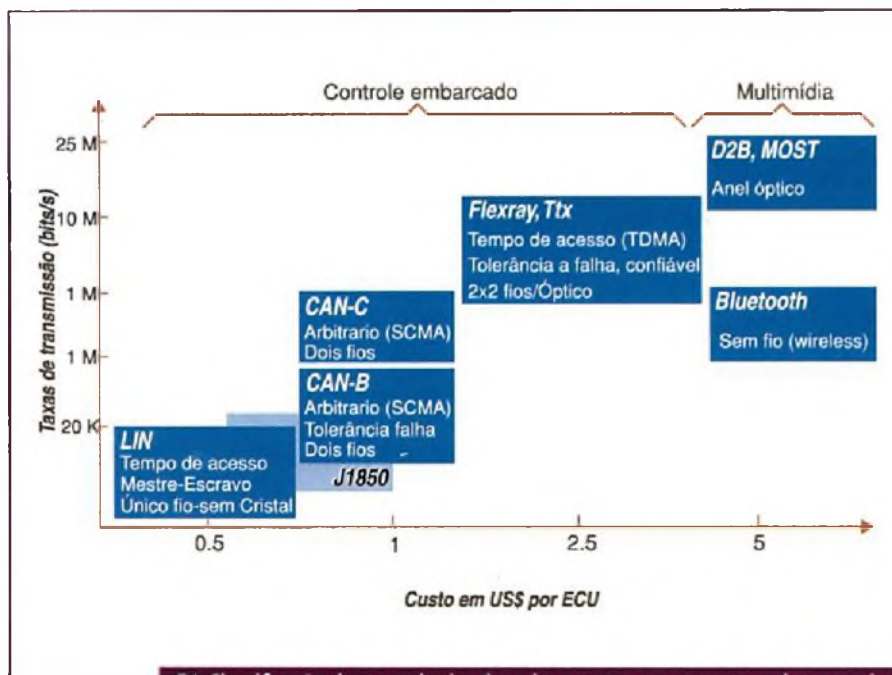 Controle embarcado
Multimídia
Taxas de transmissão (bits/s)
25 M
10 M
1 M
1 M
20 K
D2B, MOST
Anel óptico
Flexray, Ttx
Tempo de acesso (TDMA)
Tolerância a falha, confiável
2x2 fios/Óptico
Bluetooth
Sem fio (wireless)
CAN-C
Arbitrario (SCMA)
Dois fios
CAN-B
Arbitrario (SCMA)
Tolerância falha
Dois fios
LIN
Tempo de acesso
Mestre-Escravo
Único fio-sem Cristal
J1850
0.5
1
2.5
5
Custo em US$ por ECU